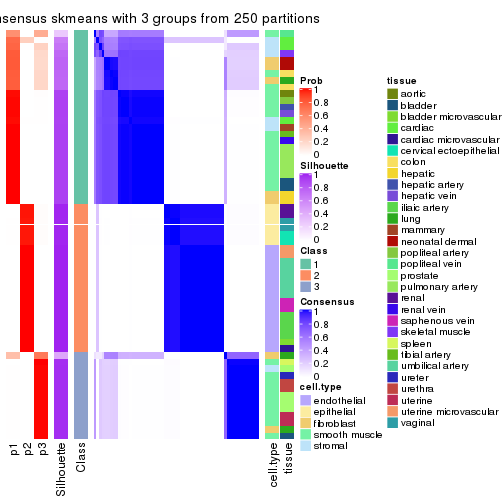 nsensus skmeans with 3 groups from 250 partitions
Prob
1
0.8
0.6
0.4
0.2
0
Silhouette
1
0.8
0.6
0.4
0.2
0
Class
1
2
3
Consensus
1
0.8
0.6
0.4
0.2
0
cell.type
endothelial
epithelial
fibroblast
smooth muscle
stromal
tissue
aortic
bladder
bladder microvascular
cardiac
cardiac microvascular
cervical ectoepithelial
colon
hepatic
hepatic artery
hepatic vein
iliaic artery
lung
mammary
neonatal dermal
popliteal artery
popliteal vein
prostate
pulmonary artery
renal
renal vein
saphenous vein
skeletal muscle
spleen
tibial artery
umbilical artery
ureter
urethra
uterine
uterine microvascular
vaginal
p1
p2
p3
Silhouette
Class
cell.type
tissue